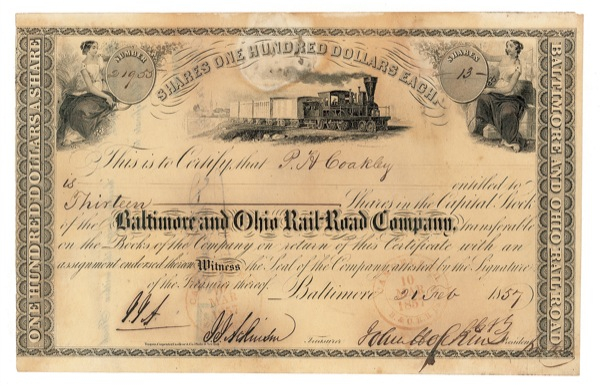 NUMBER
21955
SHARES ONE HUNDRED DOLLARS EACH.
SHARES
13
This is to Certify, that P. H. Coakley
is entitled to
Thirteen Shares in the Capital Stock
of the Baltimore and Ohio Rail-Road Company, transferable
on the Books of the Company on return of this Certificate with an
assignment endorsed thereon Witness the Seal of the Company, attested by the Signature
of the Treasurer thereof. Baltimore 21 Feb 1857
Treasurer
President
ONE HUNDRED DOLLARS A SHARE
BALTIMORE AND OHIO RAIL-ROAD